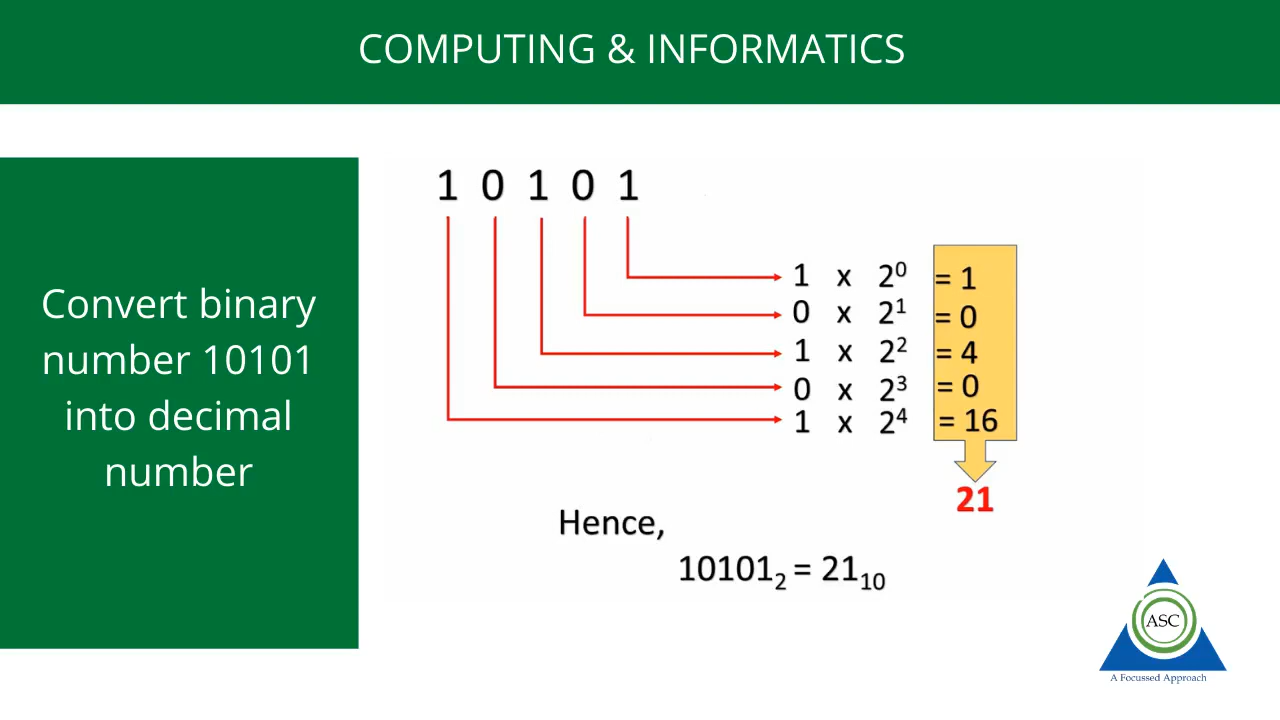 COMPUTING & INFORMATICS
Convert binary
number 10101
into decimal
number
1 0 1 0 1
1 x 2⁰ = 1
0 x 2¹ = 0
1 x 2² = 4
0 x 2³ = 0
1 x 2⁴ = 16
21
Hence,
10101₂ = 21₁₀
ASC
A Focussed Approach